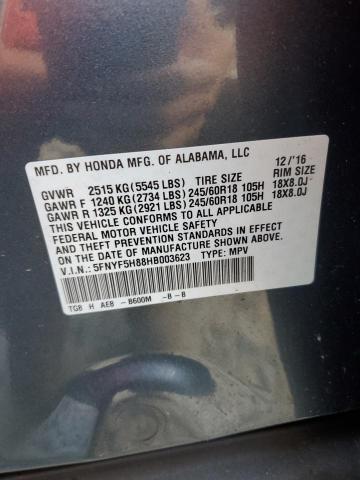 MFD. BY HONDA MFG. OF ALABAMA, LLC 12/'16
GVWR 2515 KG (5545 LBS) TIRE SIZE RIM SIZE
GAWR F 1240 KG (2734 LBS) 245/60R18 105H 18X8.0J
GAWR R 1325 KG (2921 LBS) 245/60R18 105H 18X8.0J
THIS VEHICLE CONFORMS TO ALL APPLICABLE
FEDERAL MOTOR VEHICLE SAFETY STANDARDS IN
EFFECT ON THE DATE OF MANUFACTURE SHOWN ABOVE.
V.I.N.: 5FNYF5H88HB003623 TYPE: MPV
TG8 H AE8 - B600M -B - B